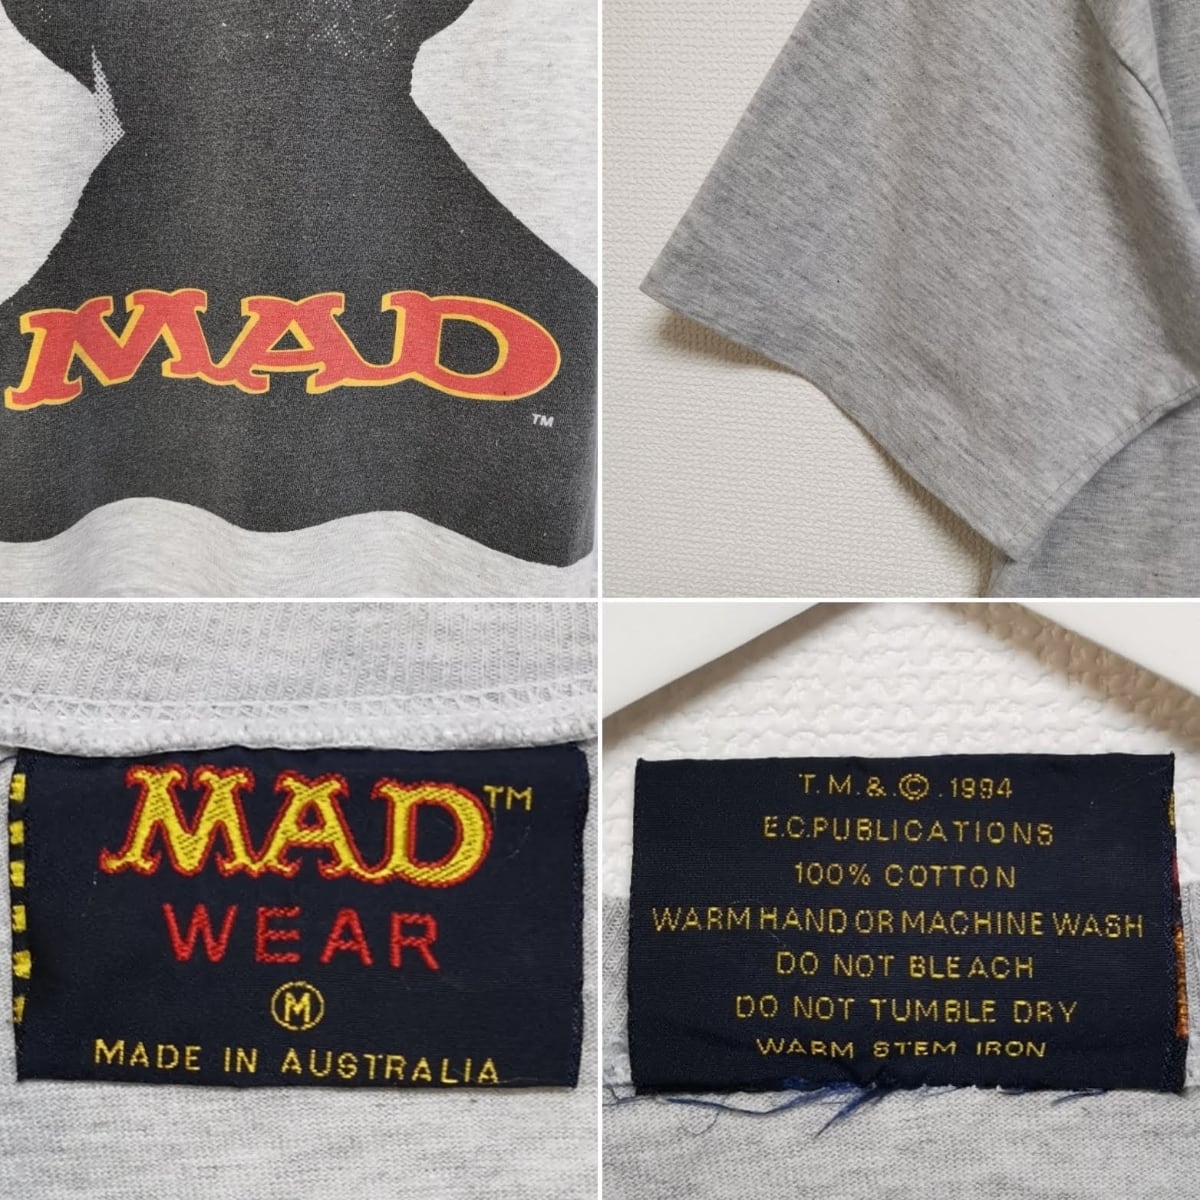 MAD
TM
MAD TM
WEAR
M
MADE IN AUSTRALIA
T.M.&.©.1994
E.C.PUBLICATIONS
100% COTTON
WARM HAND OR MACHINE WASH
DO NOT BLEACH
DO NOT TUMBLE DRY
WARM STEM IRON